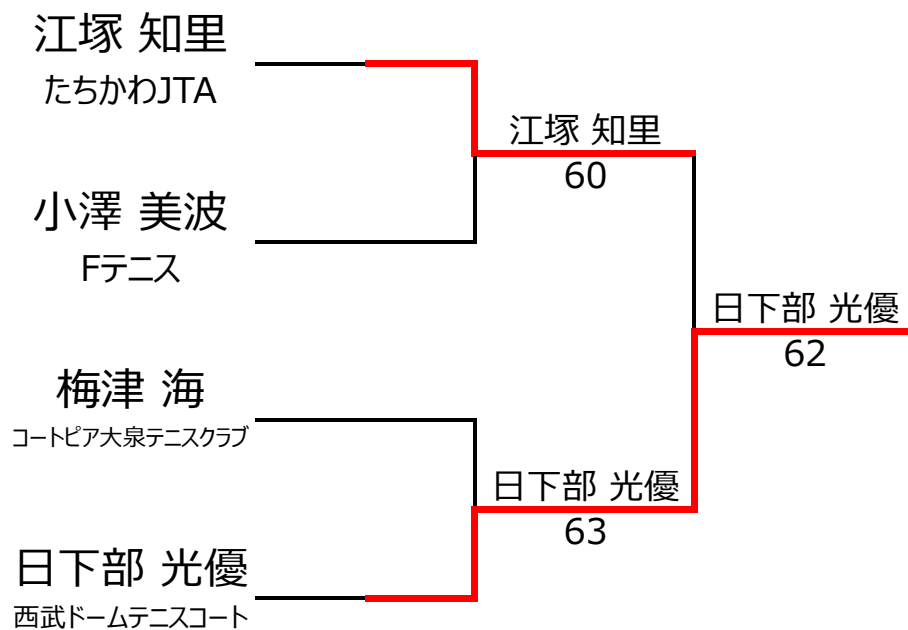 江塚 知里
たちかわJTA
江塚 知里
60
小澤 美波
Fテニス
日下部 光優
62
梅津 海
コートピア大泉テニスクラブ
日下部 光優
63
日下部 光優
西武ドームテニスコート